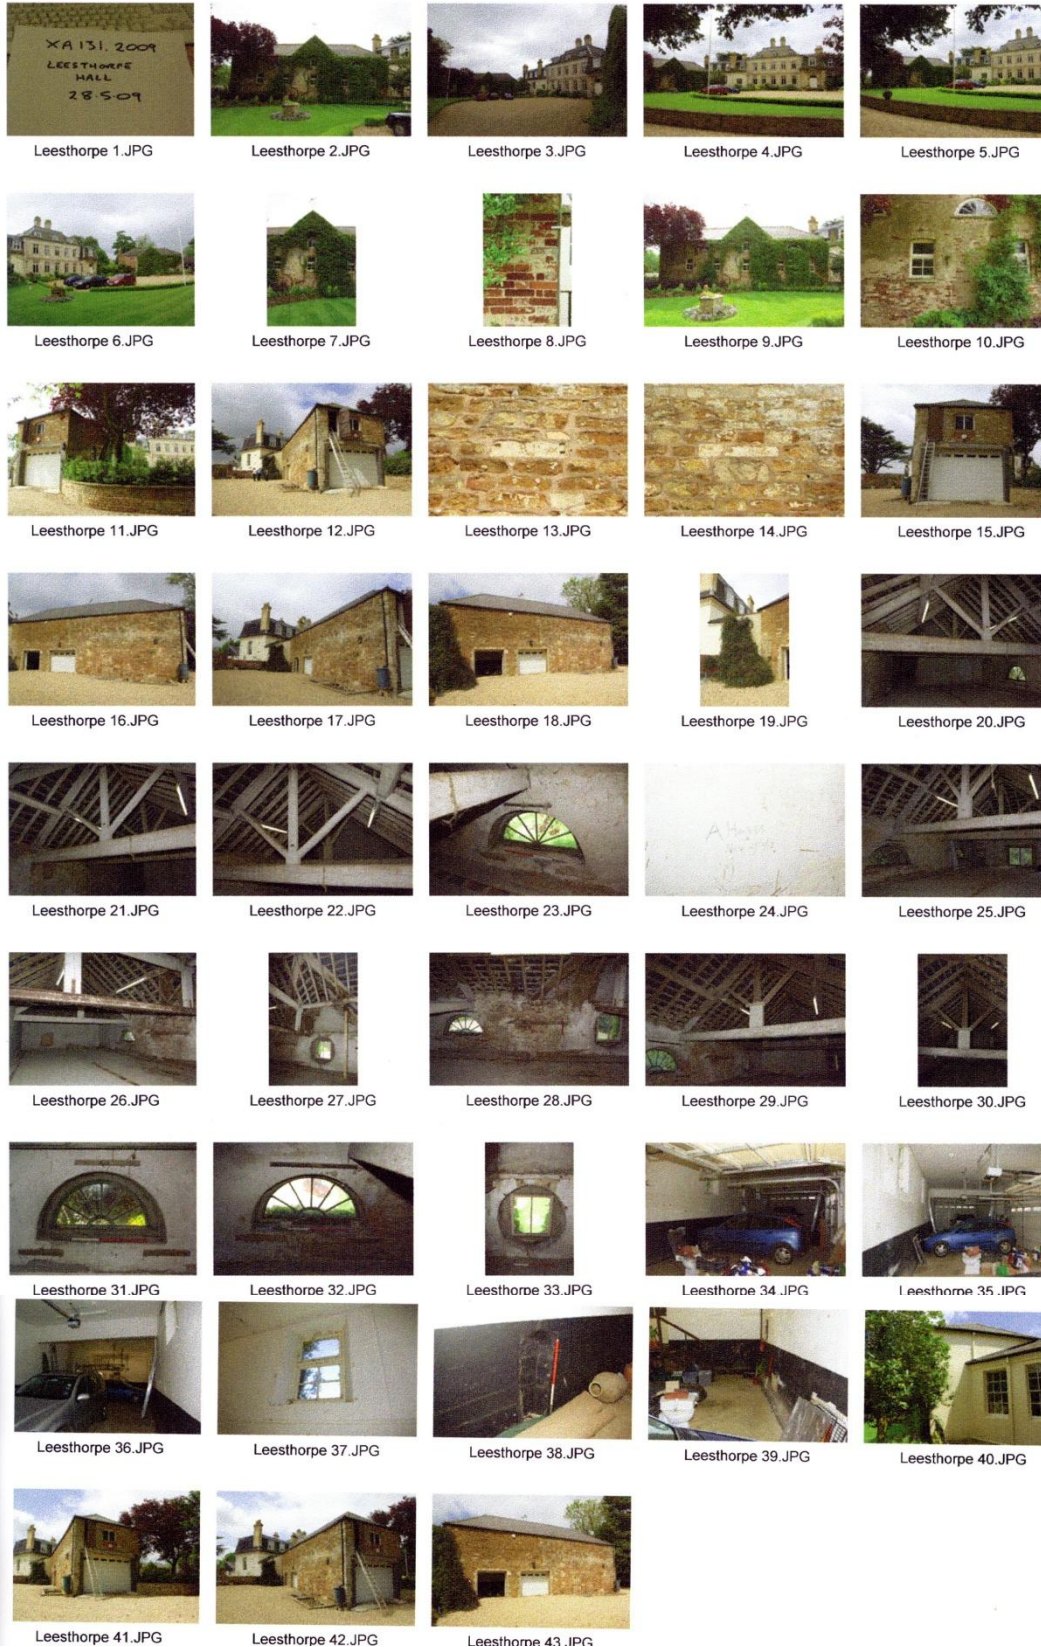 XA131.2009
LEESTHORPE
HALL
28.5.09
Leesthorpe 1.JPG
Leesthorpe 2.JPG
Leesthorpe 3.JPG
Leesthorpe 4.JPG
Leesthorpe 5.JPG
Leesthorpe 6.JPG
Leesthorpe 7.JPG
Leesthorpe 8.JPG
Leesthorpe 9.JPG
Leesthorpe 10.JPG
Leesthorpe 11.JPG
Leesthorpe 12.JPG
Leesthorpe 13.JPG
Leesthorpe 14.JPG
Leesthorpe 15.JPG
Leesthorpe 16.JPG
Leesthorpe 17.JPG
Leesthorpe 18.JPG
Leesthorpe 19.JPG
Leesthorpe 20.JPG
Leesthorpe 21.JPG
Leesthorpe 22.JPG
Leesthorpe 23.JPG
Leesthorpe 24.JPG
Leesthorpe 25.JPG
Leesthorpe 26.JPG
Leesthorpe 27.JPG
Leesthorpe 28.JPG
Leesthorpe 29.JPG
Leesthorpe 30.JPG
Leesthorpe 31.JPG
Leesthorpe 32.JPG
Leesthorpe 33.JPG
Leesthorpe 34.JPG
Leesthorpe 35.JPG
Leesthorpe 36.JPG
Leesthorpe 37.JPG
Leesthorpe 38.JPG
Leesthorpe 39.JPG
Leesthorpe 40.JPG
Leesthorpe 41.JPG
Leesthorpe 42.JPG
Leesthorpe 43.JPG